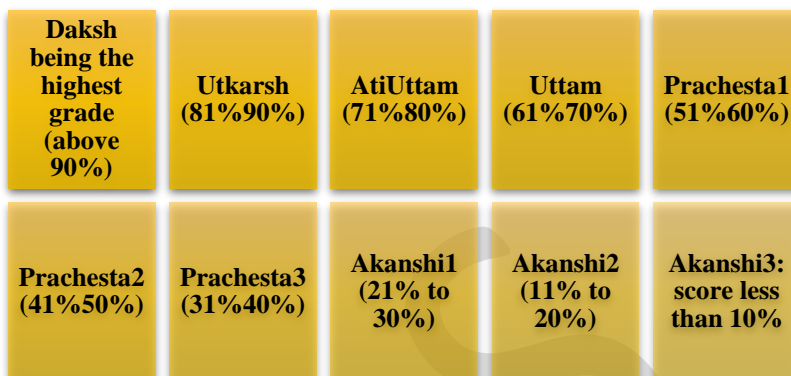 Daksh
being the
highest
grade
(above
90%)
Utkarsh
(81%90%)
AtiUttam
(71%80%)
Uttam
(61%70%)
Prachesta1
(51%60%)
Prachesta2
(41%50%)
Prachesta3
(31%40%)
Akanshi1
(21% to
30%)
Akanshi2
(11% to
20%)
Akanshi3:
score less
than 10%